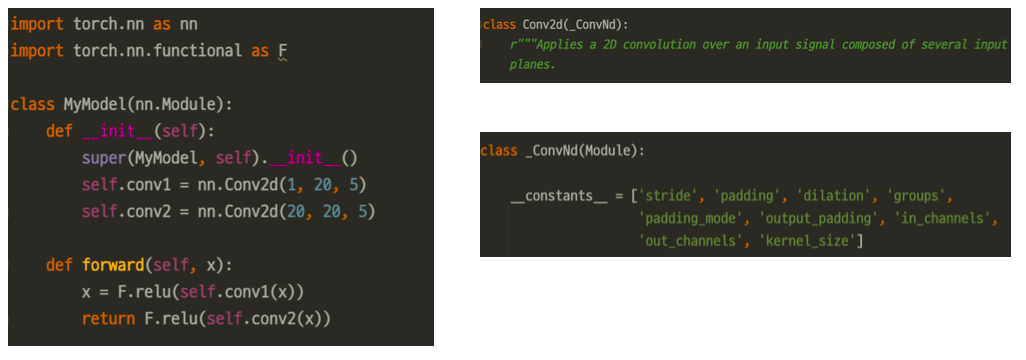 import torch.nn as nn
import torch.nn.functional as F
class MyModel(nn.Module):
    def __init__(self):
        super(MyModel, self).__init__()
        self.conv1 = nn.Conv2d(1, 20, 5)
        self.conv2 = nn.Conv2d(20, 20, 5)
    def forward(self, x):
        x = F.relu(self.conv1(x))
        return F.relu(self.conv2(x))
class Conv2d(_ConvNd):
    r"""Applies a 2D convolution over an input signal composed of several input
    planes.
class _ConvNd(Module):
    __constants__ = ['stride', 'padding', 'dilation', 'groups',
                     'padding_mode', 'output_padding', 'in_channels',
                     'out_channels', 'kernel_size']